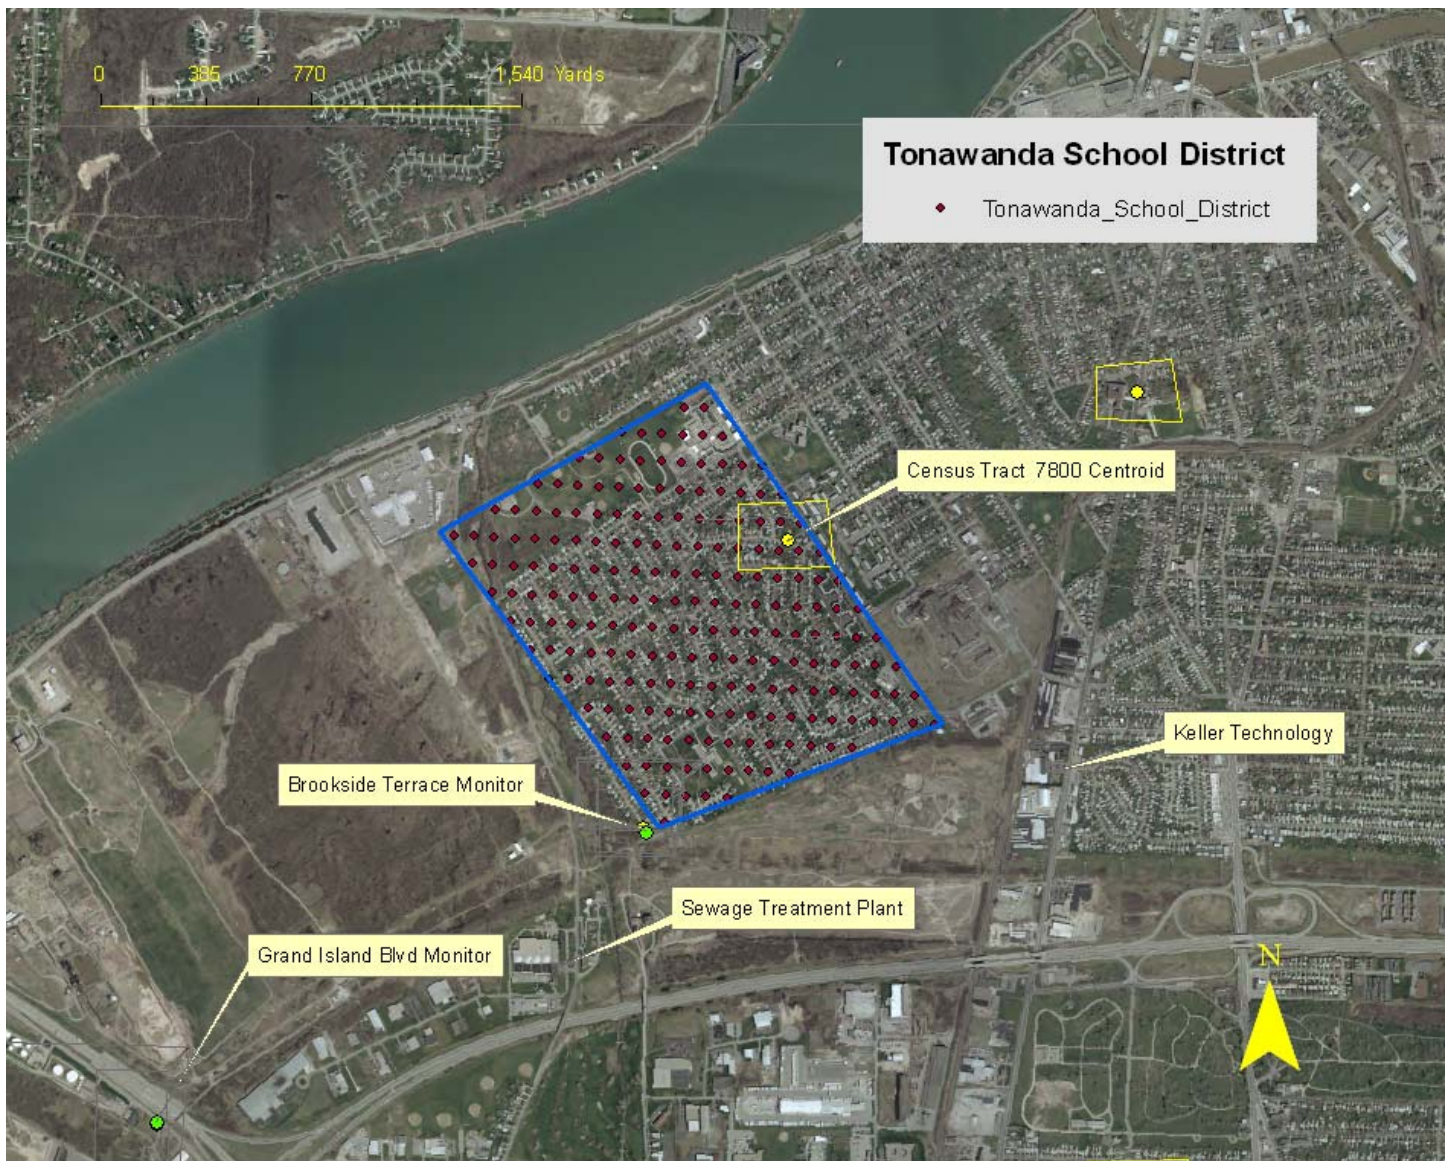 0 385 770 1,540 Yards
Tonawanda School District
Tonawanda_School_District
Census Tract 7800 Centroid
Keller Technology
Brookside Terrace Monitor
Sewage Treatment Plant
Grand Island Blvd Monitor
N